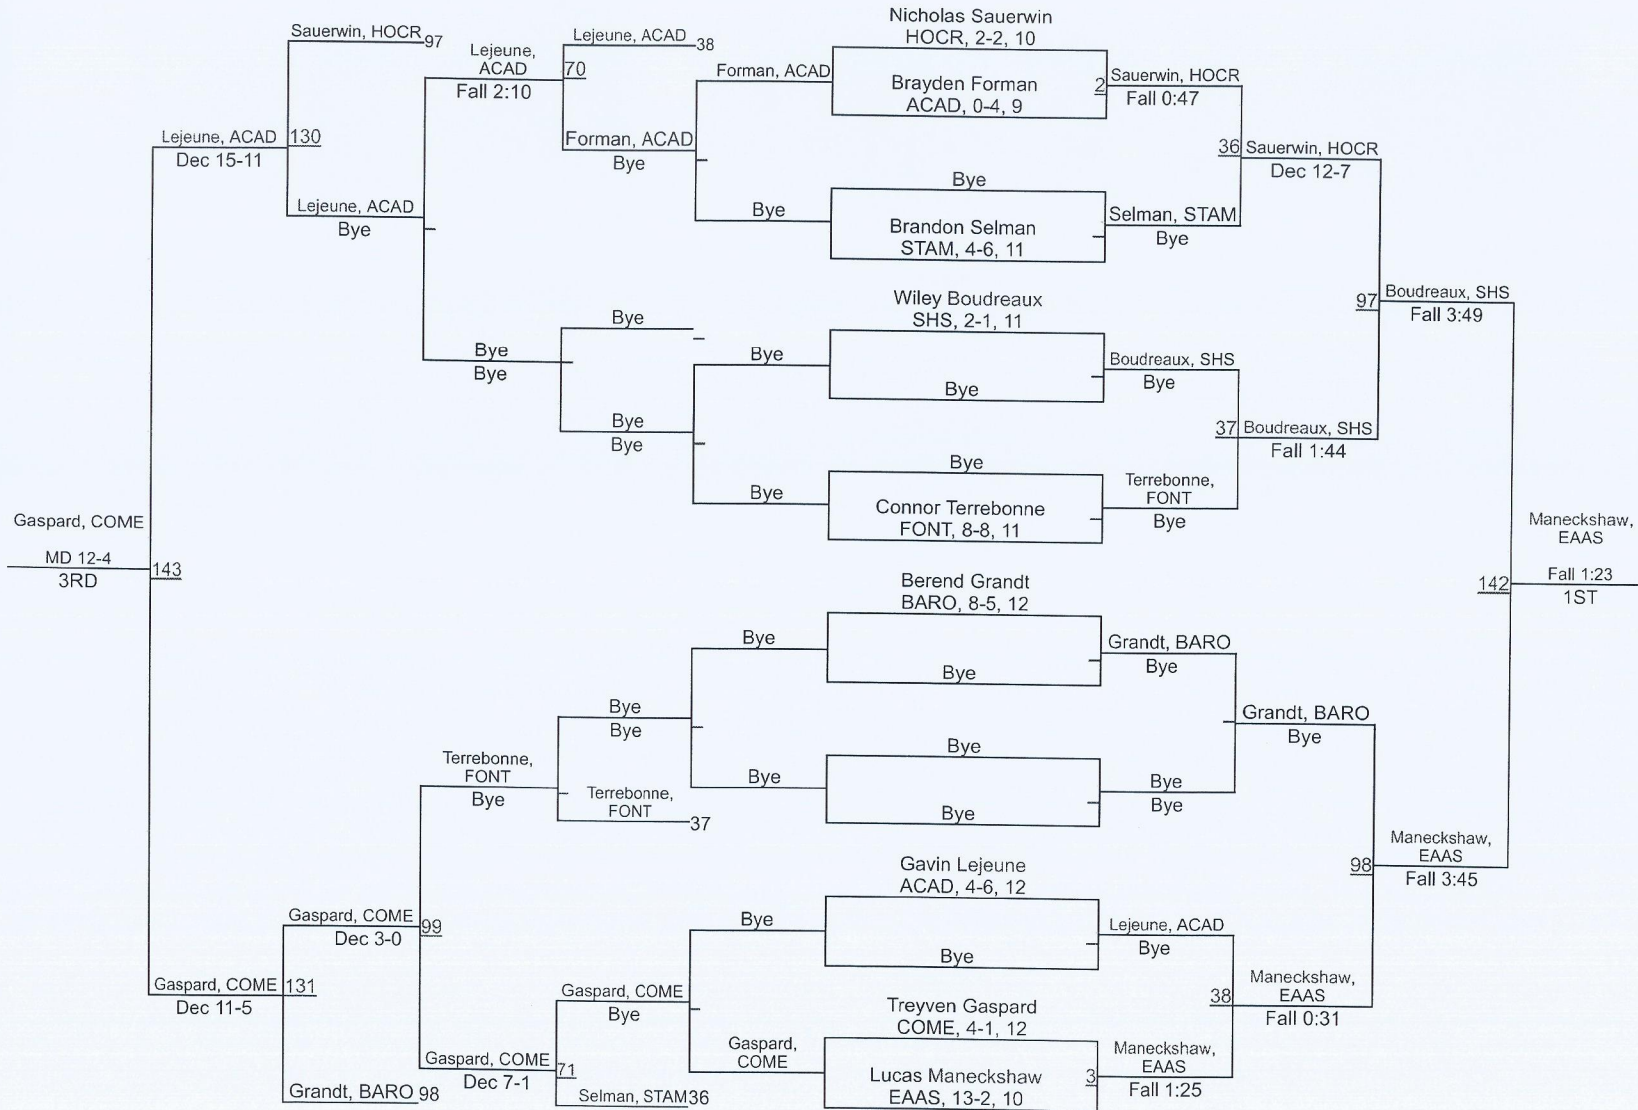 Nicholas Sauerwin
HOCR, 2-2, 10
Brayden Forman
ACAD, 0-4, 9
2
Sauerwin, HOCR
Fall 0:47
Bye
Brandon Selman
STAM, 4-6, 11
Selman, STAM
Bye
36
Sauerwin, HOCR
Dec 12-7
Wiley Boudreaux
SHS, 2-1, 11
Bye
Boudreaux, SHS
Bye
Bye
Connor Terrebonne
FONT, 8-8, 11
Terrebonne,
FONT
Bye
37
Boudreaux, SHS
Fall 1:44
97
Boudreaux, SHS
Fall 3:49
Berend Grandt
BARO, 8-5, 12
Bye
Grandt, BARO
Bye
Bye
Bye
Bye
Bye
Grandt, BARO
Bye
Gavin Lejeune
ACAD, 4-6, 12
Bye
Lejeune, ACAD
Bye
Treyven Gaspard
COME, 4-1, 12
Lucas Maneckshaw
EAAS, 13-2, 10
3
Maneckshaw,
EAAS
Fall 1:25
38
Maneckshaw,
EAAS
Fall 0:31
98
Maneckshaw,
EAAS
Fall 3:45
142
Maneckshaw,
EAAS
Fall 1:23
1ST
Forman, ACAD
Bye
Lejeune, ACAD
38
Forman, ACAD
Bye
70
Lejeune,
ACAD
Fall 2:10
Bye
Bye
Bye
Bye
Bye
Bye
Bye
Sauerwin, HOCR
97
Lejeune, ACAD
Bye
130
Lejeune, ACAD
Dec 15-11
Bye
Bye
Bye
Bye
Terrebonne,
FONT
37
Terrebonne,
FONT
Bye
Bye
Gaspard,
COME
Gaspard, COME
Bye
Selman, STAM
36
71
Gaspard, COME
Dec 7-1
99
Gaspard, COME
Dec 3-0
Grandt, BARO
98
131
Gaspard, COME
Dec 11-5
143
Gaspard, COME
MD 12-4
3RD